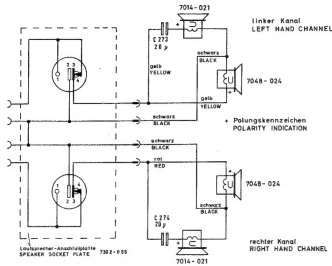 7014-021
linker Kanal
LEFT HAND CHANNEL
C 273
20 µ
schwarz
BLACK
gelb
YELLOW
7048-024
gelb
YELLOW
+ Polungskennzeichen
POLARITY INDICATION
schwarz
BLACK
schwarz
BLACK
rot
RED
7048-024
schwarz
BLACK
C 274
20 µ
Lautsprecher-Anschlußplatte
SPEAKER SOCKET PLATE 7302-055
7014-021
rechter Kanal
RIGHT HAND CHANNEL